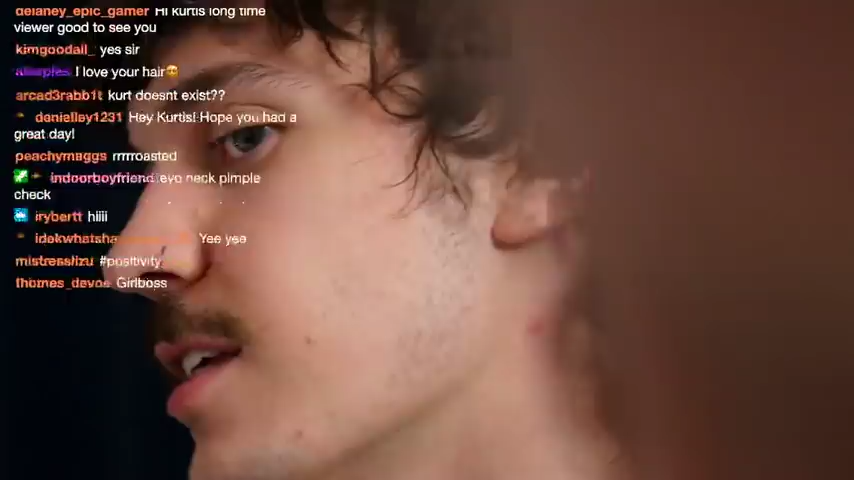 delaney_epic_gamer Hi kurtis long time
viewer good to see you
kimgoodall_ yes sir
I love your hair😎
arcad3rabb1t kurt doesnt exist??
danielley1231 Hey Kurtis! Hope you had a
great day!
peachymaggs rrrrroasted
indoorboyfriend eyo neck pimple
check
irybertt hiiii
Yee yee
mistresslizu #positivity
thomes_devoe Girlboss